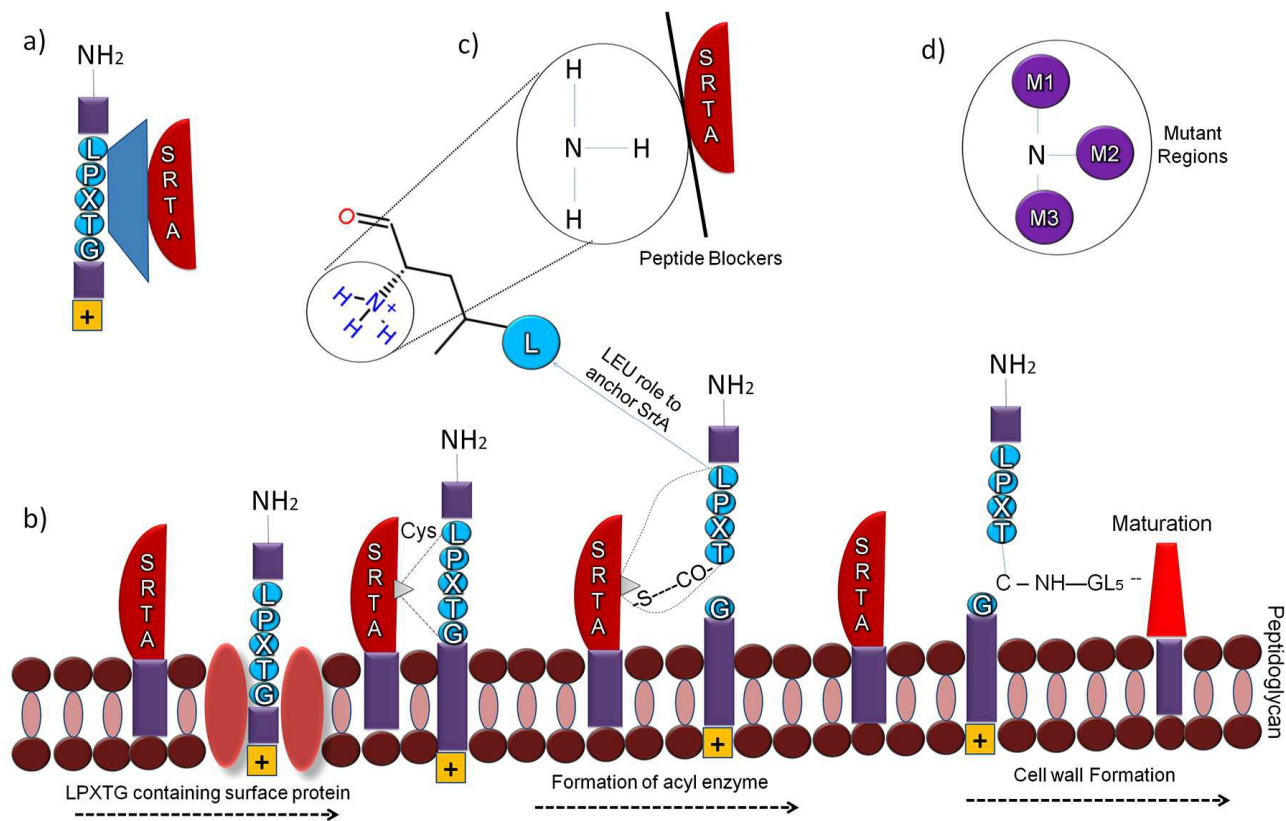 a)
NH2
L
P
X
T
G
+
S
R
T
A
c)
H
N H
H
S
R
T
A
Peptide Blockers
O
H N +
H H
L
LEU role to
anchor SrtA
d)
M1
N M2
M3
Mutant
Regions
b)
S
R
T
A
NH2
L
P
X
T
G
+
LPXTG containing surface protein
S
R
T
A
Cys
NH2
L
P
X
T
G
+
S
R
T
A
-S----CO-
NH2
L
P
X
T
G
+
Formation of acyl enzyme
S
R
T
A
NH2
L
P
X
T
C – NH—GL5 --
G
+
Maturation
Cell wall Formation
Peptidoglycan